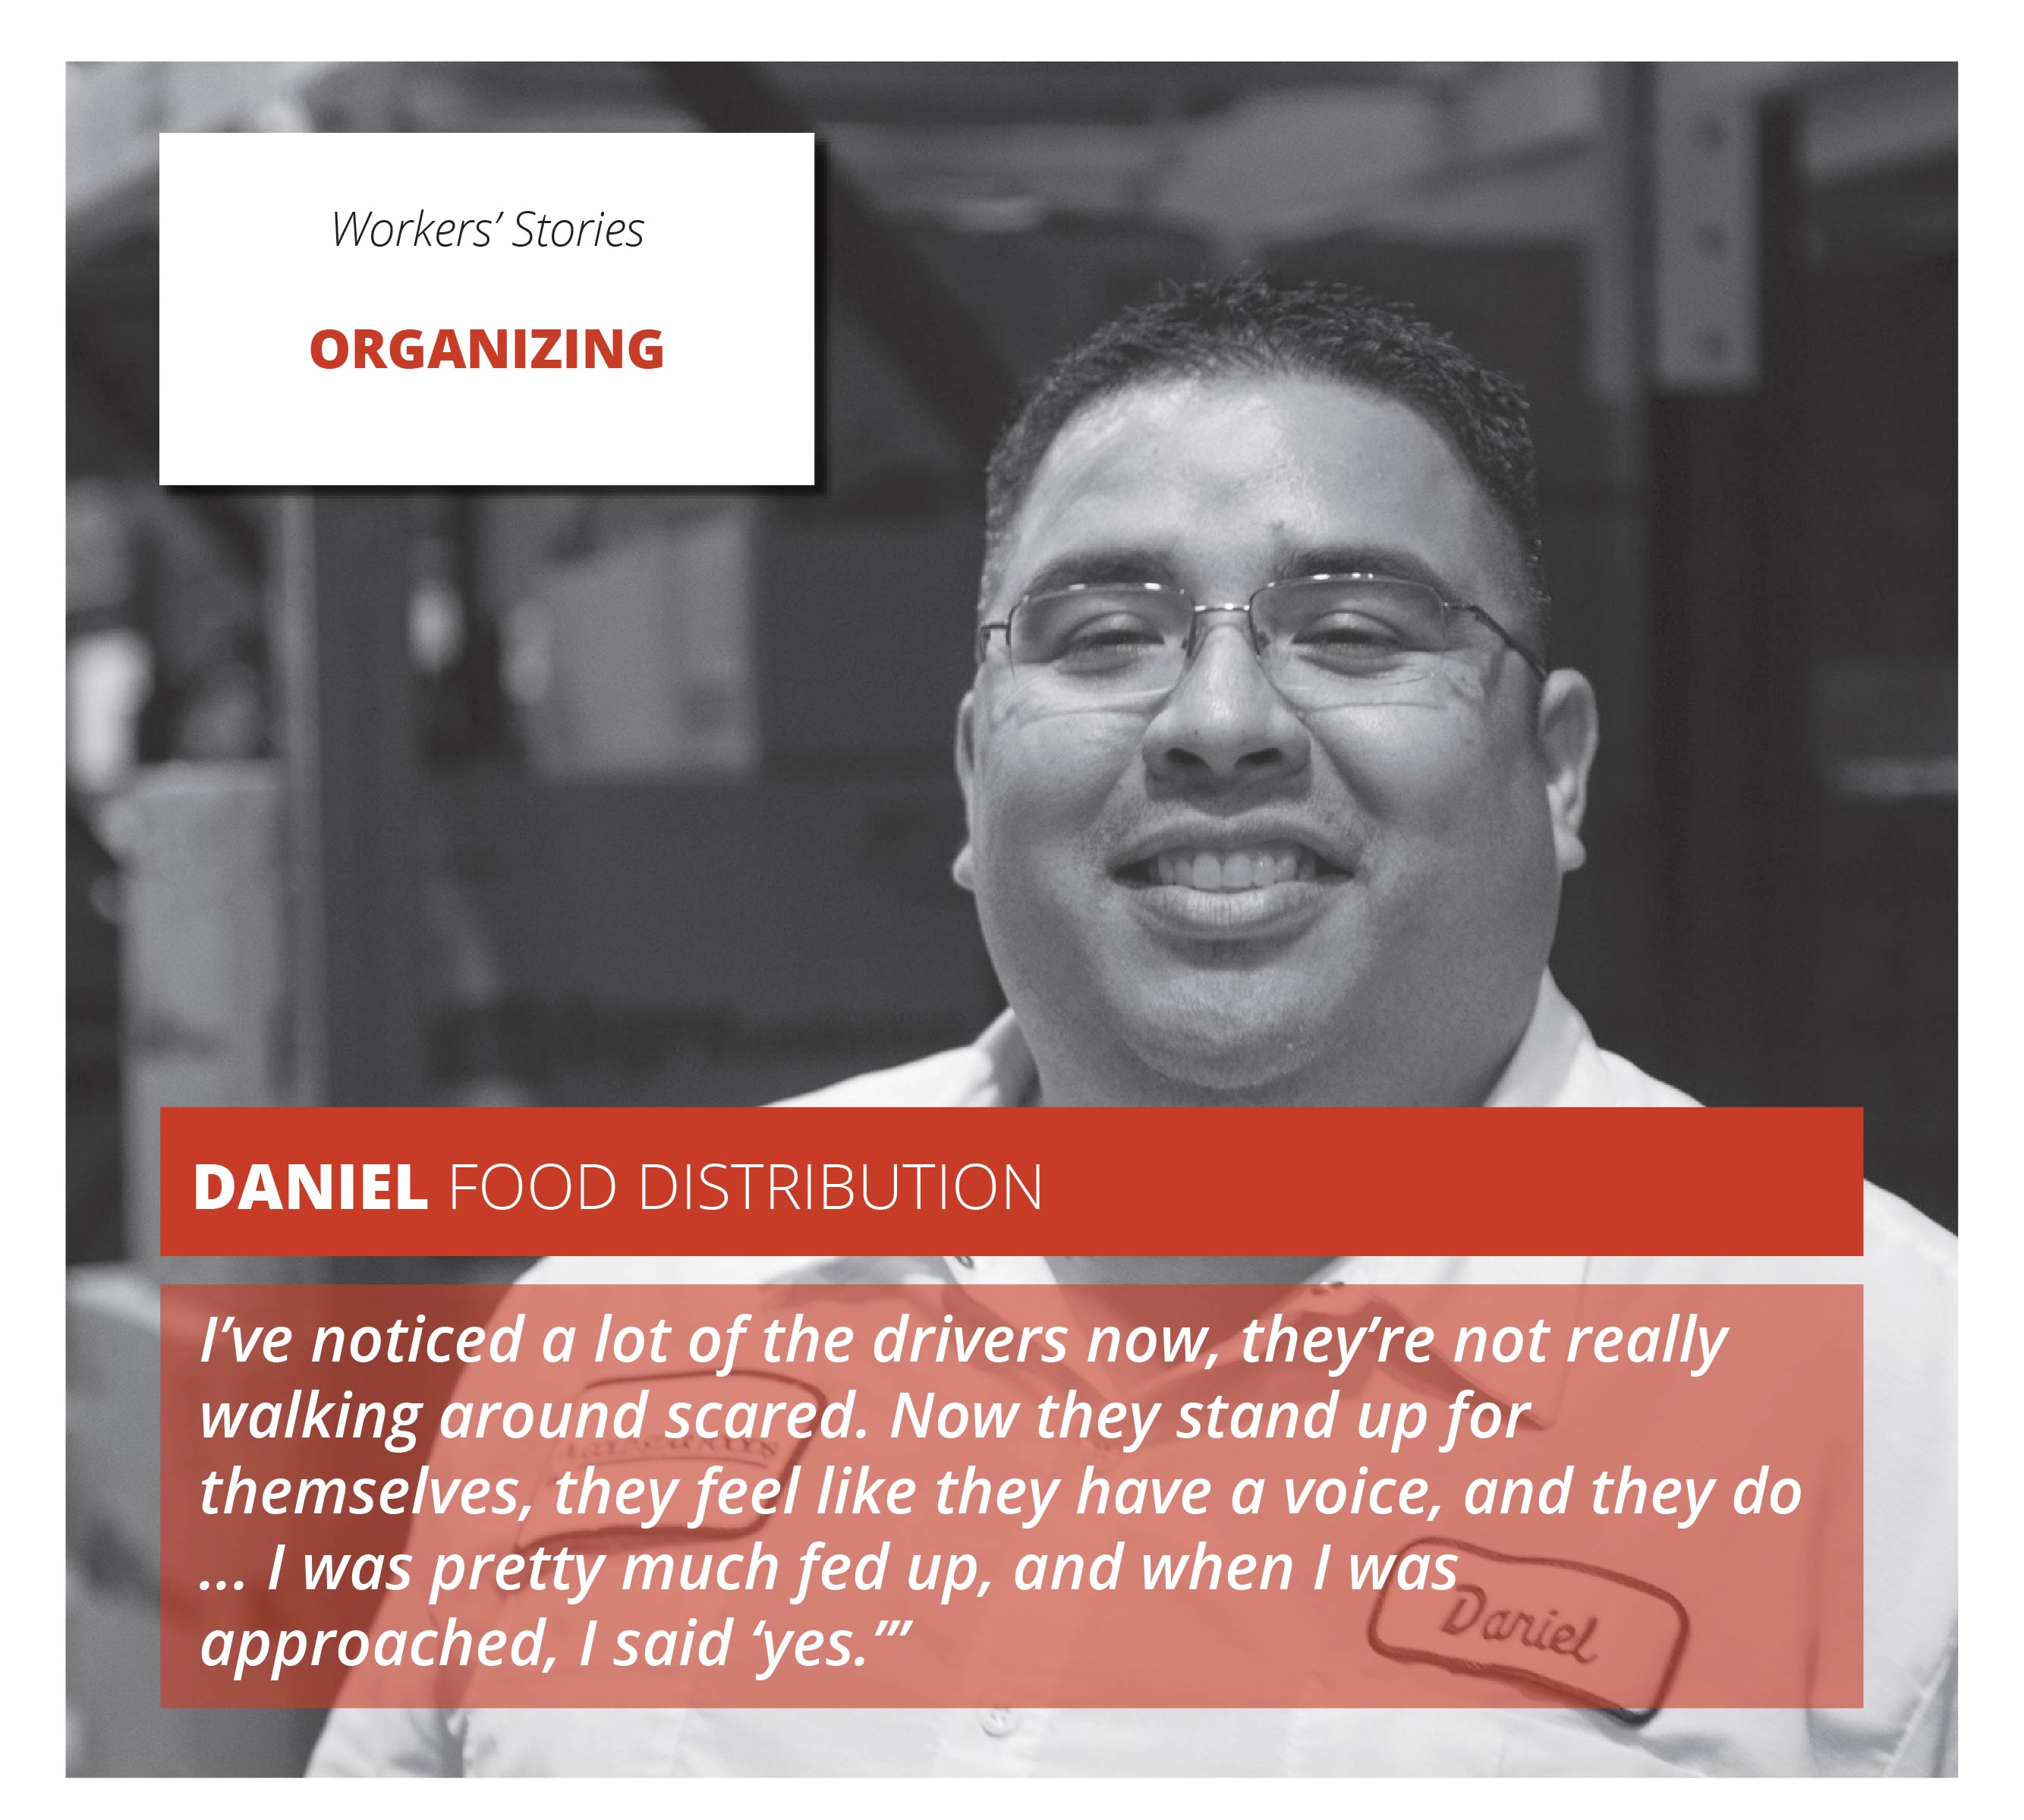 Workers’ Stories
ORGANIZING
DANIEL FOOD DISTRIBUTION
I’ve noticed a lot of the drivers now, they’re not really
walking around scared. Now they stand up for
themselves, they feel like they have a voice, and they do
... I was pretty much fed up, and when I was
approached, I said ‘yes.’”
Daniel